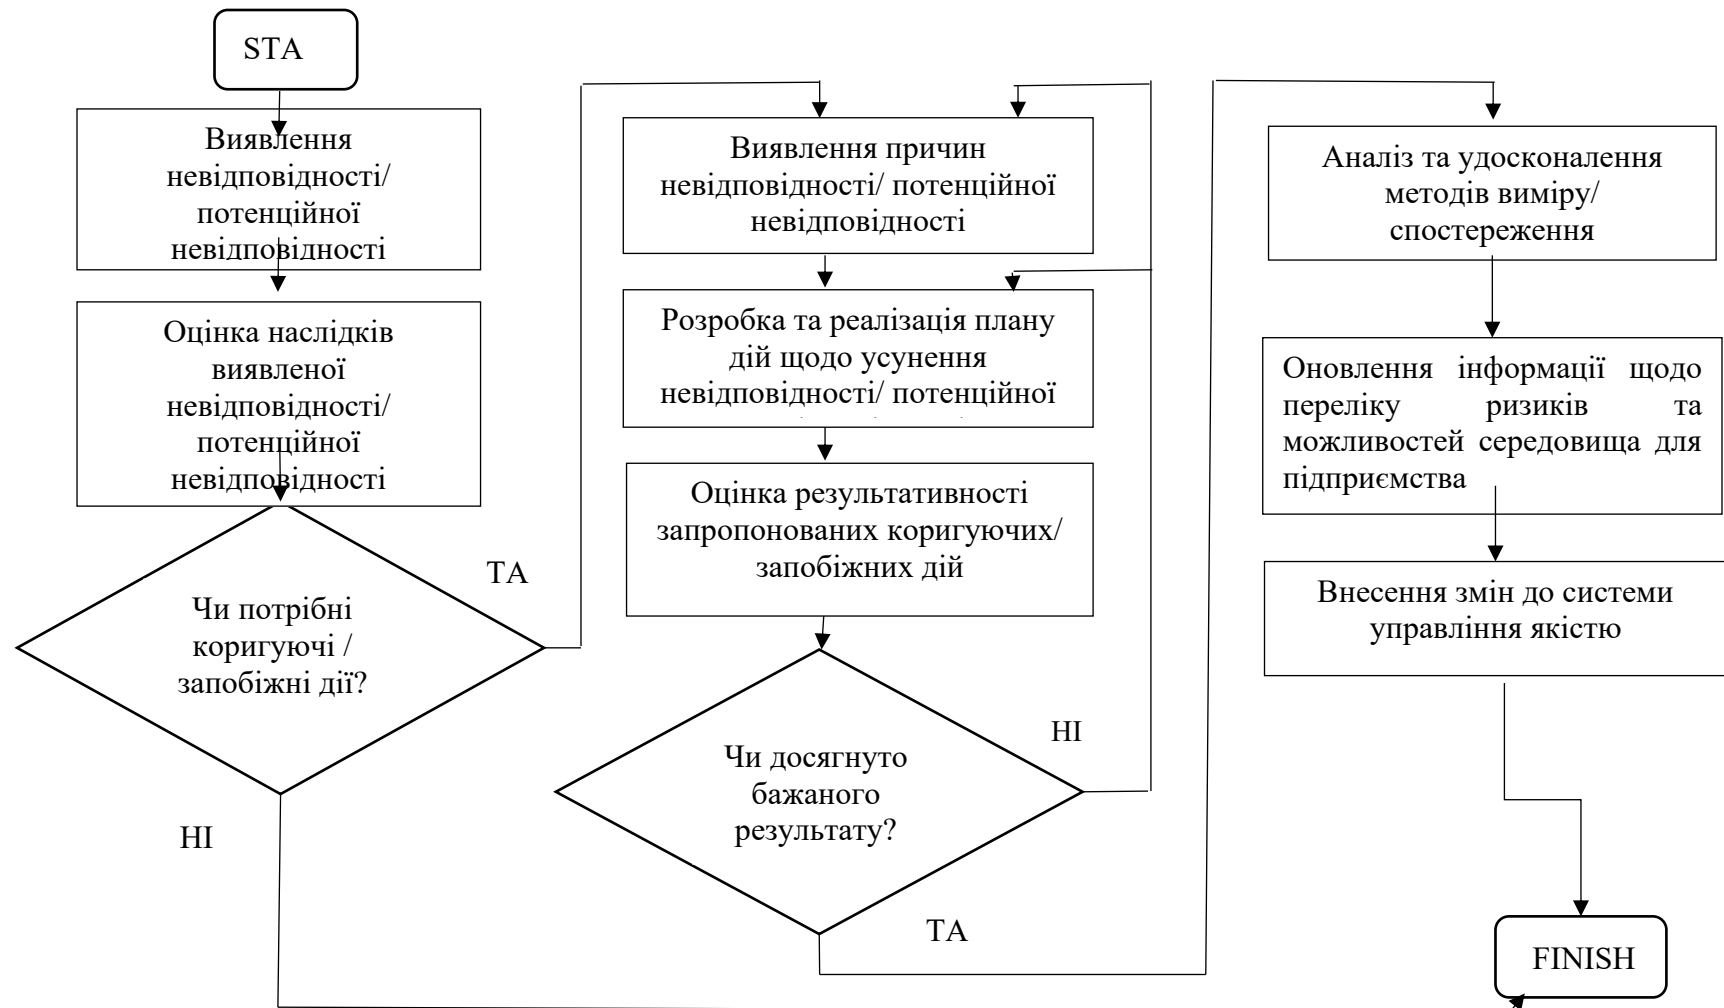 STA
Виявлення
невідповідності/
потенційної
невідповідності
Оцінка наслідків
виявленої
невідповідності/
потенційної
невідповідності
Чи потрібні
коригуючі /
запобіжні дії?
ТА
НІ
Виявлення причин
невідповідності/ потенційної
невідповідності
Розробка та реалізація плану
дій щодо усунення
невідповідності/ потенційної
Оцінка результативності
запропонованих коригуючих/
запобіжних дій
Чи досягнуто
бажаного
результату?
НІ
ТА
Аналіз та удосконалення
методів виміру/
спостереження
Оновлення інформації щодо
переліку ризиків та
можливостей середовища для
підприємства
Внесення змін до системи
управління якістю
FINISH